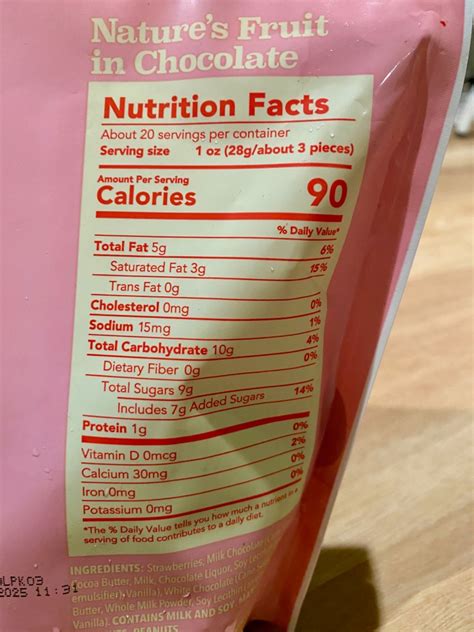 Nature's Fruit
in Chocolate
Nutrition Facts
About 20 servings per container
Serving size 1 oz (28g/about 3 pieces)
Amount Per Serving
Calories 90
% Daily Value*
Total Fat 5g 6%
Saturated Fat 3g 15%
Trans Fat 0g
Cholesterol 0mg 0%
Sodium 15mg 1%
Total Carbohydrate 10g 4%
Dietary Fiber 0g 0%
Total Sugars 9g
Includes 7g Added Sugars 14%
Protein 1g 0%
Vitamin D 0mcg 0%
Calcium 30mg 2%
Iron 0mg 0%
Potassium 0mg 0%
*The % Daily Value tells you how much a nutrient in a
serving of food contributes to a daily diet.
INGREDIENTS: Strawberries, Milk Chocolate
Cocoa Butter, Milk, Chocolate Liquor, Soy
emulsifier), Vanilla), White Chocolate
Butter, Whole Milk Powder, Soy Lecithin
Vanilla). CONTAINS MILK AND SOY.
PEANUTS
LPK03
2025 11:31